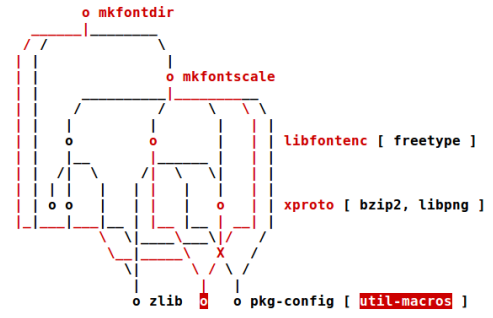 o mkfontdir
o mkfontscale
o o libfontenc [ freetype ]
o o o xproto [ bzip2, libpng ]
X
o zlib o o pkg-config [ util-macros ]